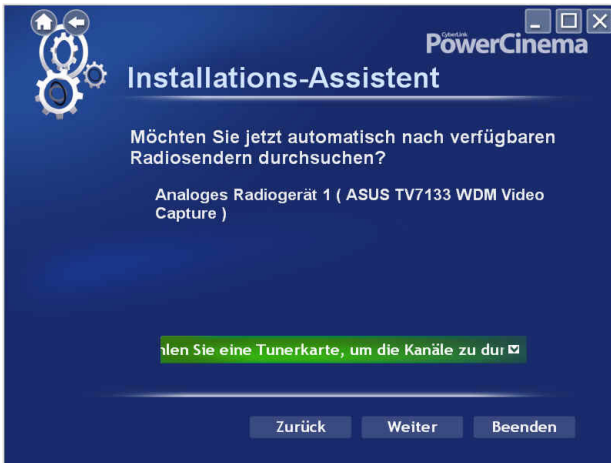 CyberLink
PowerCinema
Installations-Assistent
Möchten Sie jetzt automatisch nach verfügbaren
Radiosendern durchsuchen?
Analoges Radiogerät 1 ( ASUS TV7133 WDM Video
Capture )
hlen Sie eine Tunerkarte, um die Kanäle zu dur
Zurück Weiter Beenden